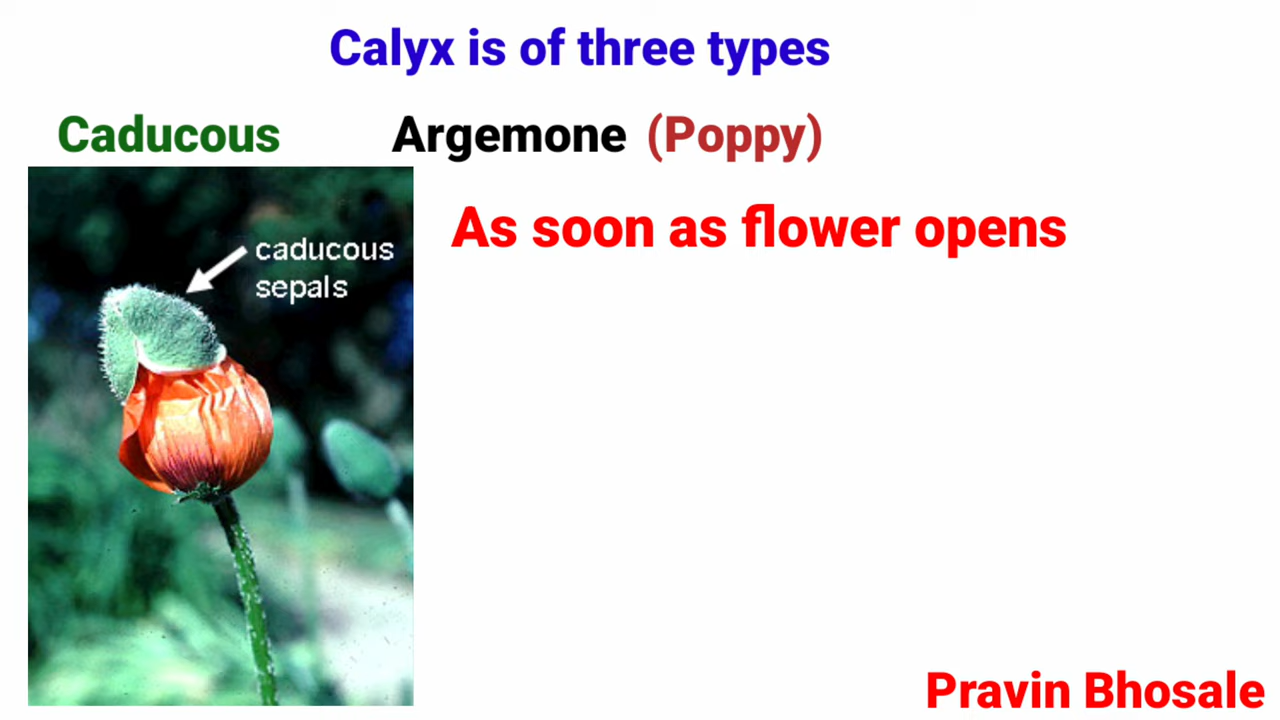 Calyx is of three types
Caducous Argemone (Poppy)
As soon as flower opens
caducous
sepals
Pravin Bhosale